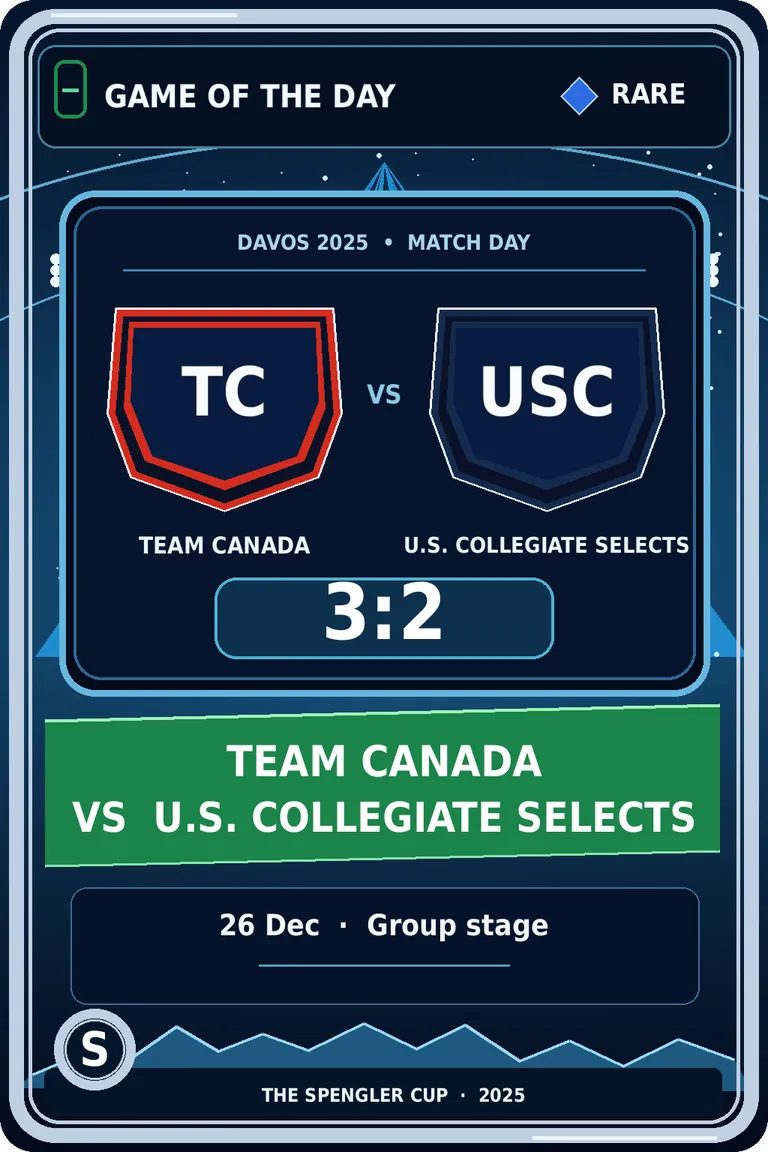 GAME OF THE DAY
RARE
DAVOS 2025 • MATCH DAY
TC
VS
USC
TEAM CANADA
U.S. COLLEGIATE SELECTS
3:2
TEAM CANADA
VS U.S. COLLEGIATE SELECTS
26 Dec · Group stage
S
THE SPENGLER CUP · 2025